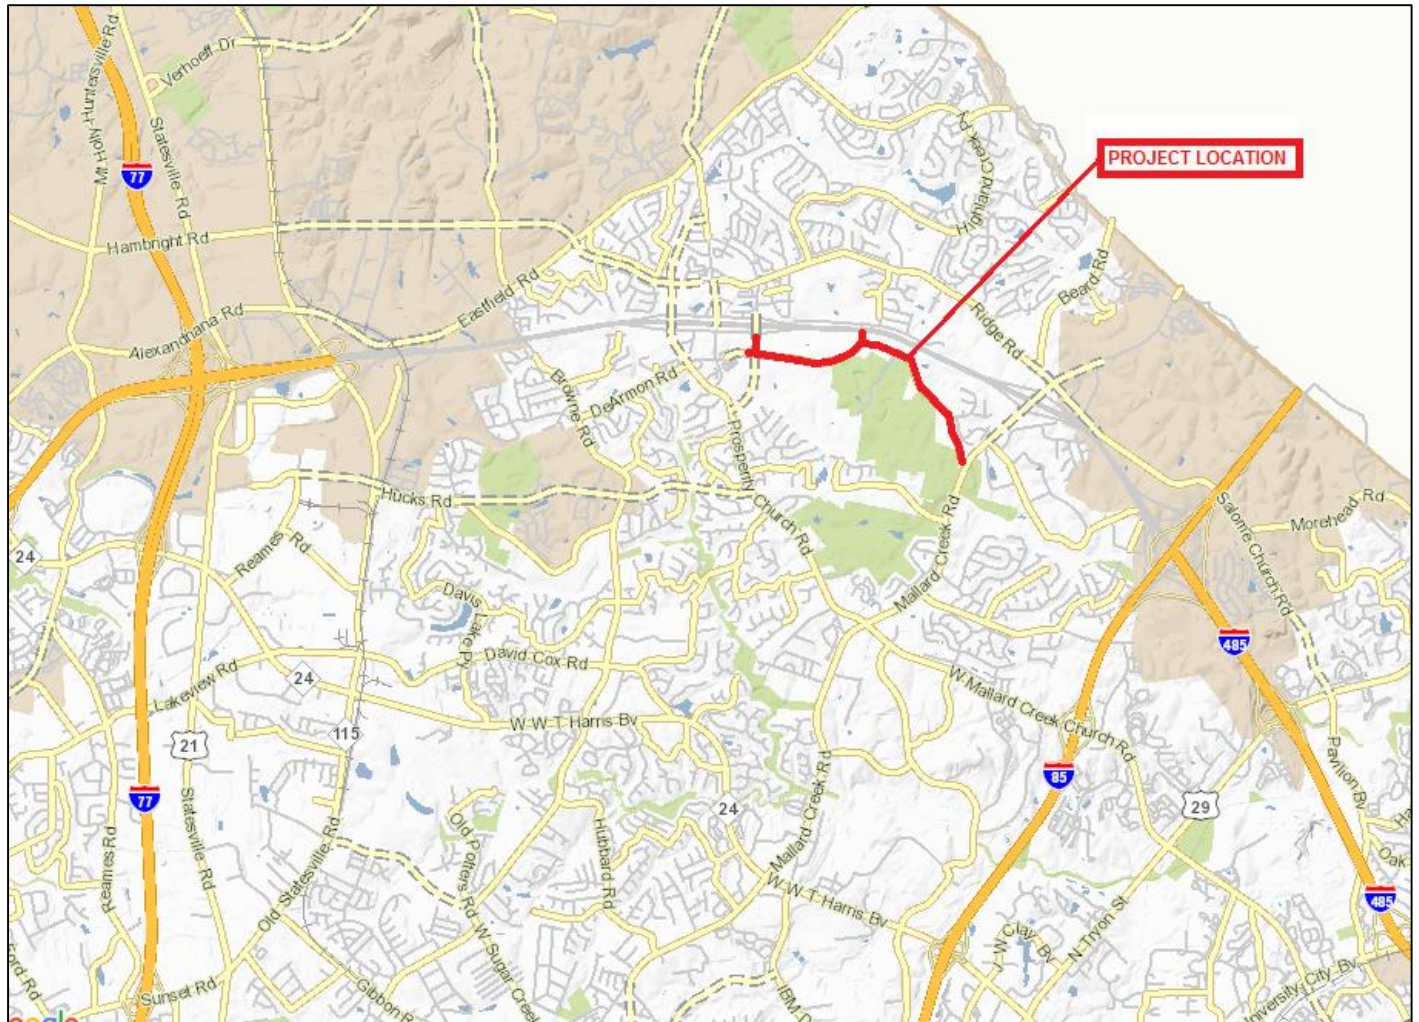 Mt Holly-Huntersville Rd
Verhoeff Dr
Statesville Rd
77
Highland Creek Py
PROJECT LOCATION
Hambright Rd
Eastfield Rd
Beard Rd
Alexandriana Rd
Ridge Rd
Browne Rd
DeArmon Rd
Prosperity Church Rd
Hucks Rd
Salome Church Rd
Morehead Rd
24
Reames Rd
Mallard Creek Rd
Davis Lake Py
David Cox Rd
485
Lakeview Rd
24
W Mallard Creek Church Rd
W W T Harris Bv
115
21
Pavilion Bv
85
77
29
24
Statesville Rd
Mallard Creek Rd
Reames Rd
Old Statesville Rd
Old Potters Rd
Hubbard Rd
Oak
W W T Harris Bv
485
W Sugar Creek
J W Clay Bv
N Tryon St
Sunset Rd
Gibbon R
IBM D
University City Bv
ford Rd